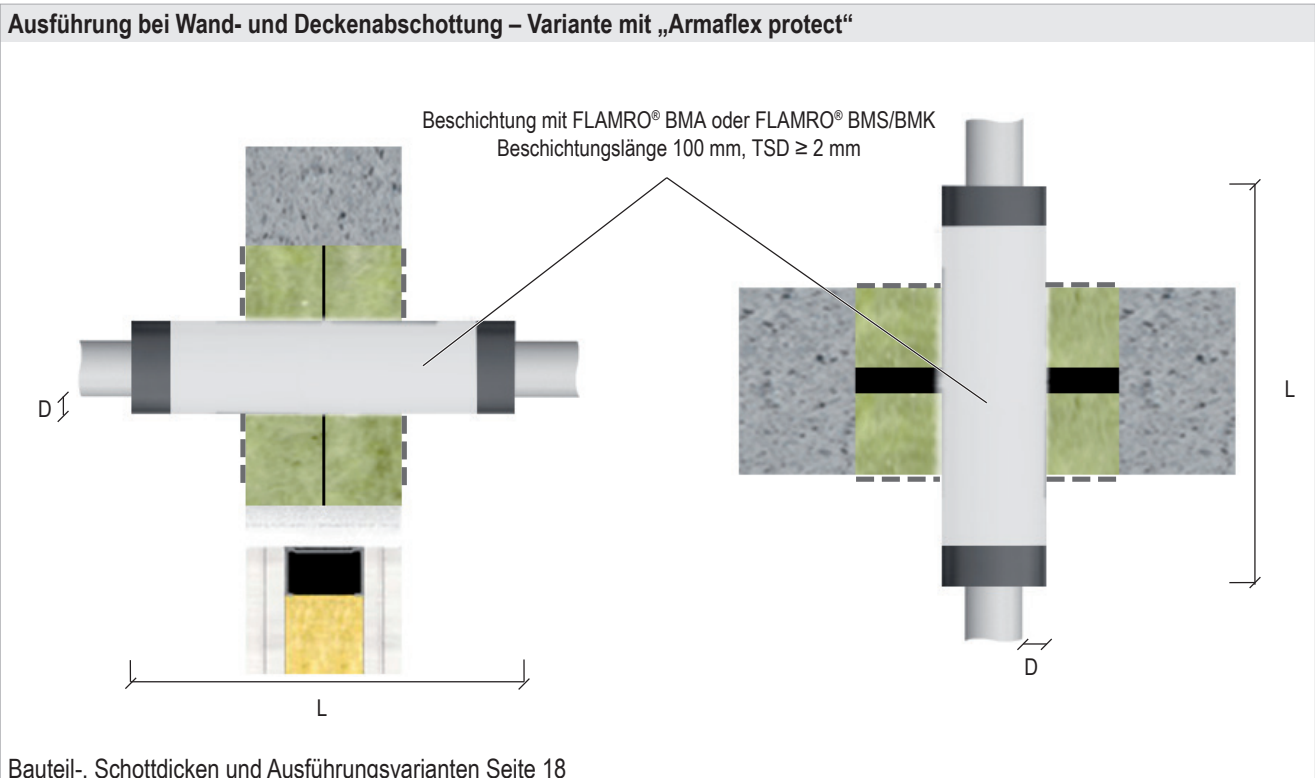 Ausführung bei Wand- und Deckenabschottung – Variante mit „Armaflex protect“
Beschichtung mit FLAMRO® BMA oder FLAMRO® BMS/BMK
Beschichtungslänge 100 mm, TSD ≥ 2 mm
D
L
L
D
Bauteil-, Schottdicken und Ausführungsvarianten Seite 18